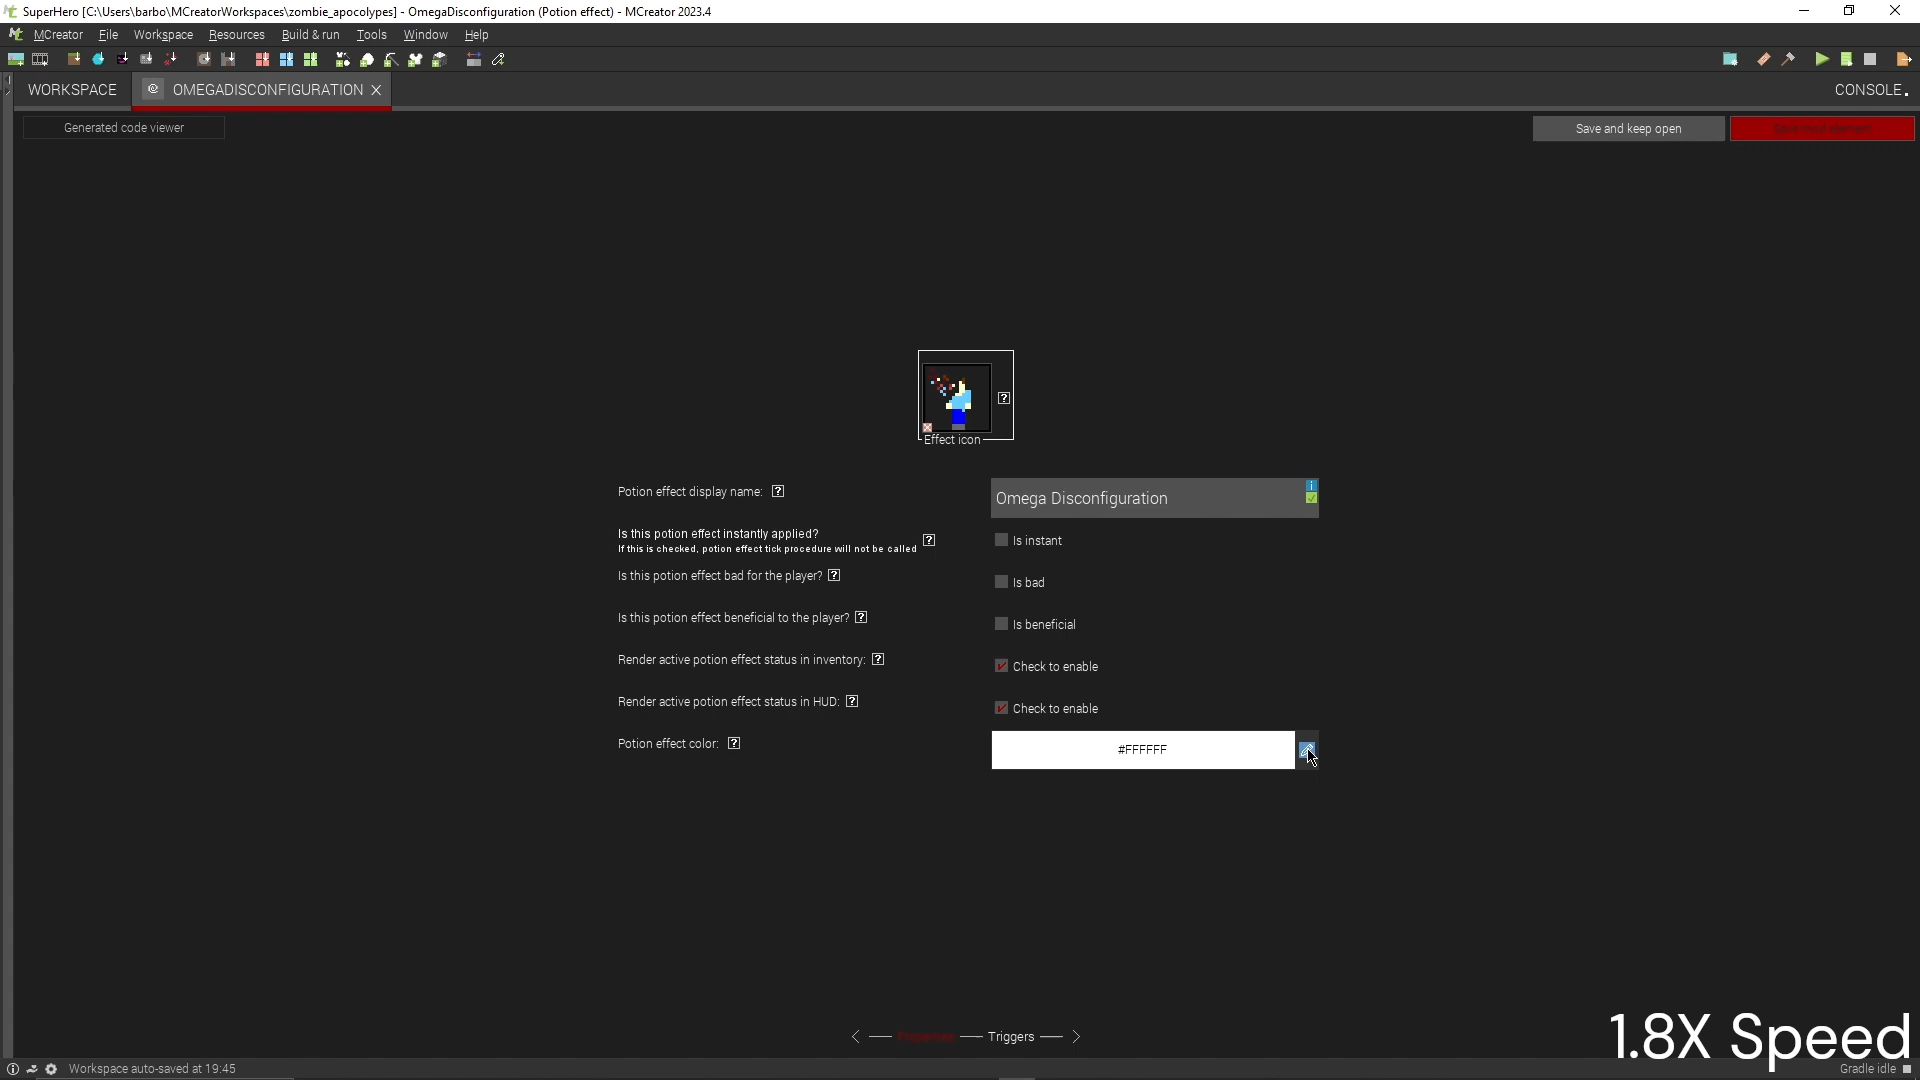 SuperHero [C:\Users\barbo\MCreatorWorkspaces\zombie_apocolypes] - OmegaDisconfiguration (Potion effect) - MCreator 2023.4
MCreator File Workspace Resources Build & run Tools Window Help
WORKSPACE OMEGADISCONFIGURATION CONSOLE
Generated code viewer Save and keep open Save mod element
Effect icon
Potion effect display name: Omega Disconfiguration
Is this potion effect instantly applied?
If this is checked, potion effect tick procedure will not be called
Is instant
Is this potion effect bad for the player? Is bad
Is this potion effect beneficial to the player? Is beneficial
Render active potion effect status in inventory: Check to enable
Render active potion effect status in HUD: Check to enable
Potion effect color: #FFFFFF
Properties Triggers
1.8X Speed
Workspace auto-saved at 19:45 Gradle idle